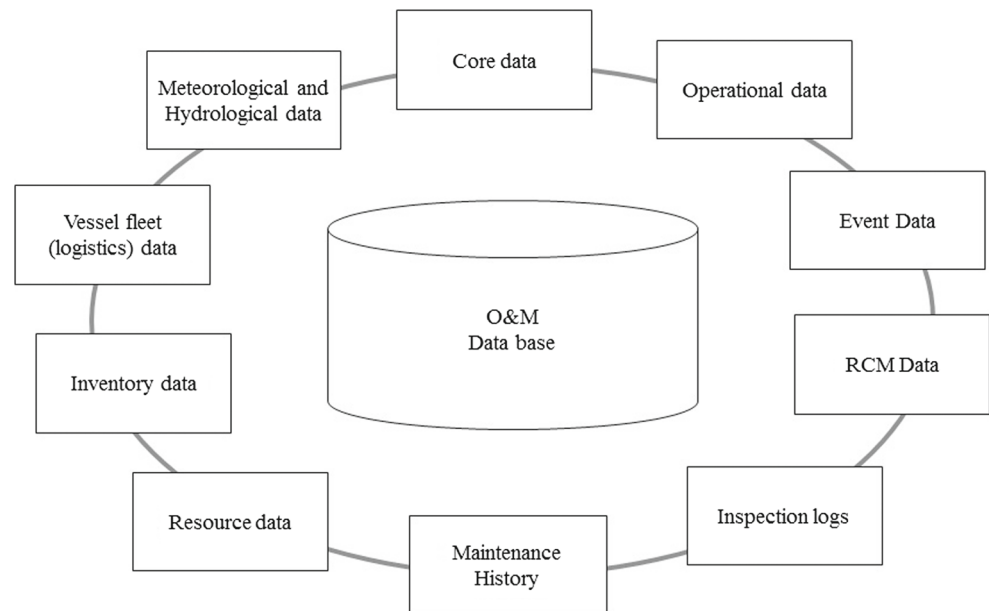 Core data
Meteorological and
Hydrological data
Operational data
Vessel fleet
(logistics) data
Event Data
O&M
Data base
Inventory data
RCM Data
Resource data
Inspection logs
Maintenance
History